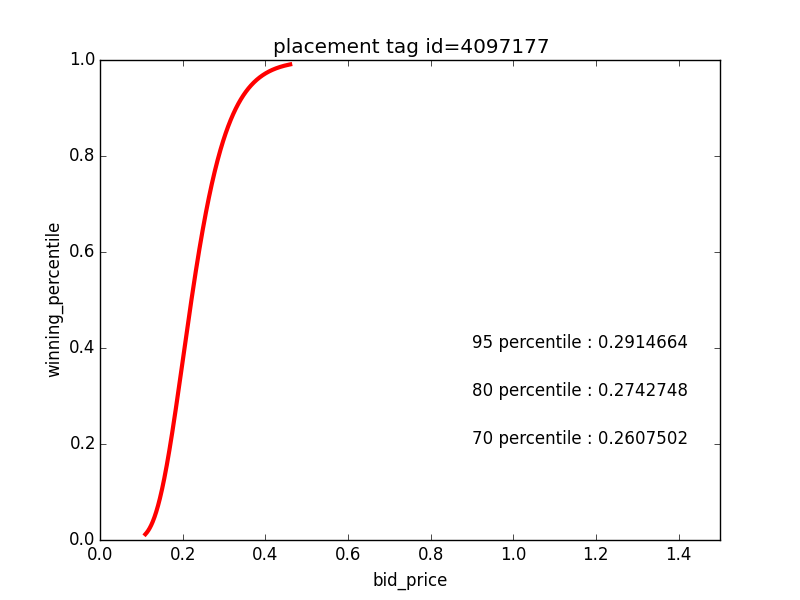 placement tag id=4097177
1.0
0.8
0.6
0.4
0.2
0.0
winning_percentile
95 percentile : 0.2914664
80 percentile : 0.2742748
70 percentile : 0.2607502
0.0 0.2 0.4 0.6 0.8 1.0 1.2 1.4
bid_price